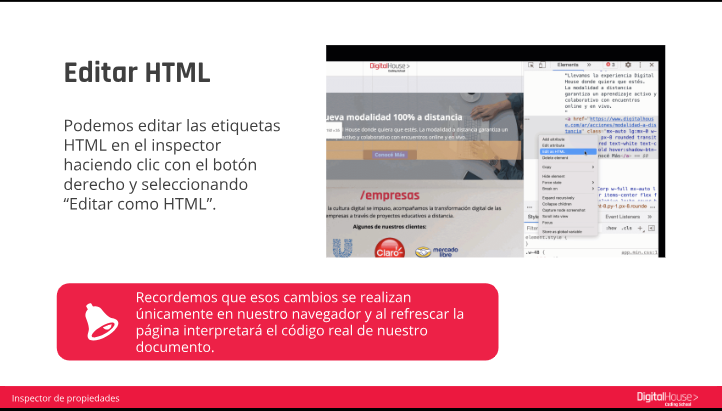 Editar HTML
Podemos editar las etiquetas
HTML en el inspector
haciendo clic con el botón
derecho y seleccionando
“Editar como HTML”.
DigitalHouse>
ueva modalidad 100% a distancia
House donde quiera que estés. La modalidad a distancia garantiza un
endizaje activo y colaborativo con encuentros online y en vivo.
Conocé Más
/empresas
la cultura digital se impuso, acompañamos la transformación digital de las
empresas a través de proyectos educativos a distancia.
Algunos de nuestros clientes:
Claro
mercado
libre
Elements
"Llevamos la experiencia Digital
House donde quiera que estés.
La modalidad a distancia
garantiza un aprendizaje activo y
colaborativo con encuentros
online y en vivo.
Add attribute
Edit attribute
Edit as HTML
Delete element
Copy
Hide element
Force state
Break on
Expand recursively
Collapse children
Capture node screenshot
Scroll into view
Focus
Store as global variable
Event Listeners
:hov .cls +
element.style {
}
Recordemos que esos cambios se realizan
únicamente en nuestro navegador y al refrescar la
página interpretará el código real de nuestro
documento.
Inspector de propiedades
DigitalHouse>
Coding School